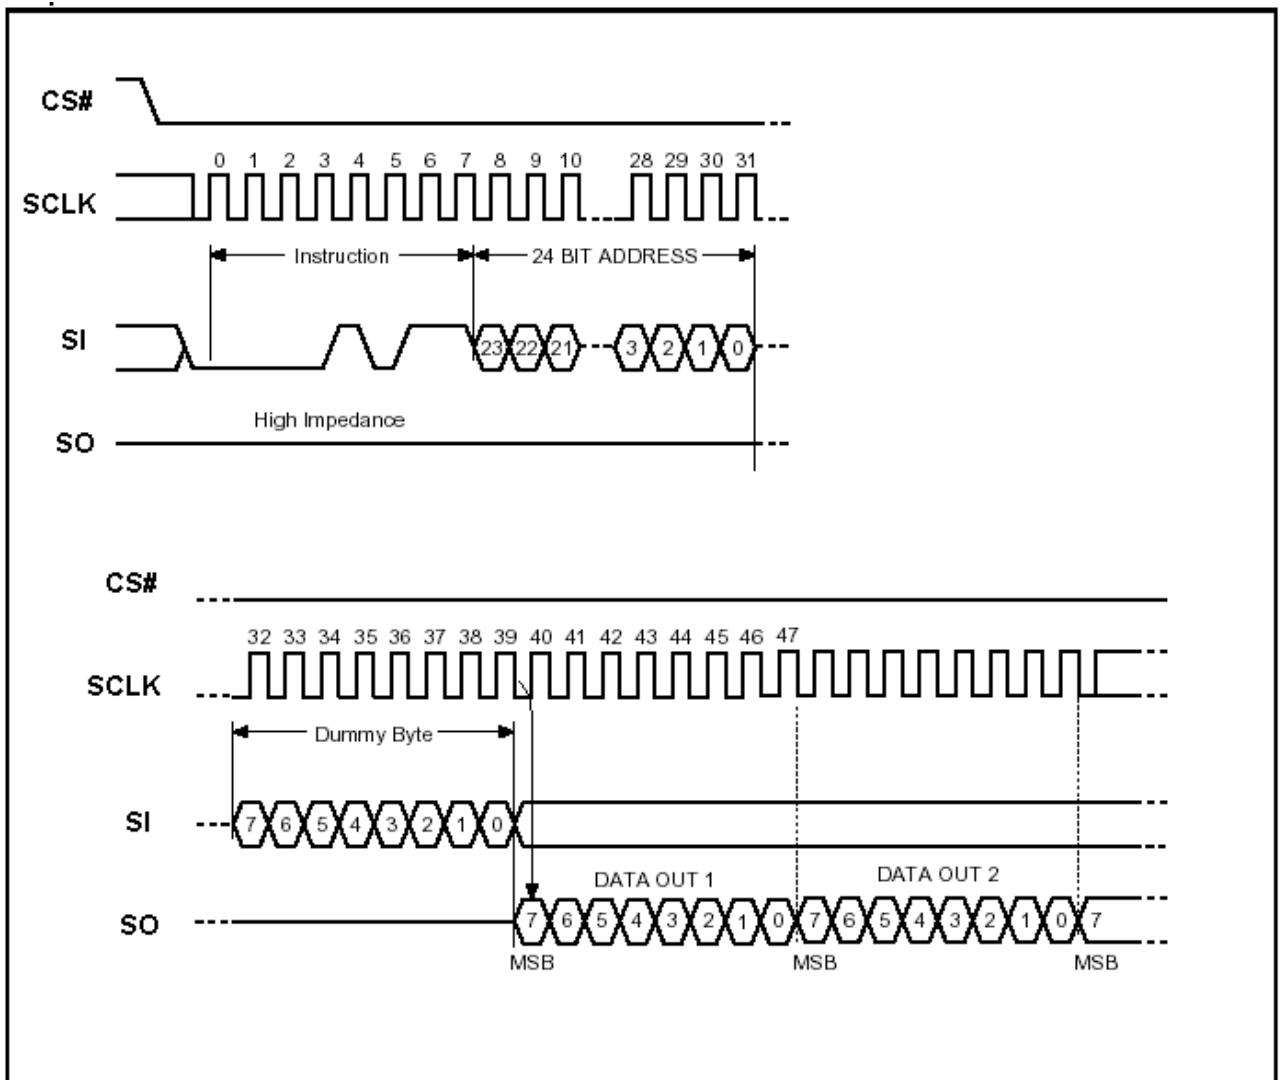 CS#
0 1 2 3 4 5 6 7 8 9 10 28 29 30 31
SCLK
Instruction 24 BIT ADDRESS
SI
23 22 21 3 2 1 0
High Impedance
SO
CS#
32 33 34 35 36 37 38 39 40 41 42 43 44 45 46 47
SCLK
Dummy Byte
SI 7 6 5 4 3 2 1 0
DATA OUT 1 DATA OUT 2
SO 7 6 5 4 3 2 1 0 7 6 5 4 3 2 1 0 7
MSB MSB MSB